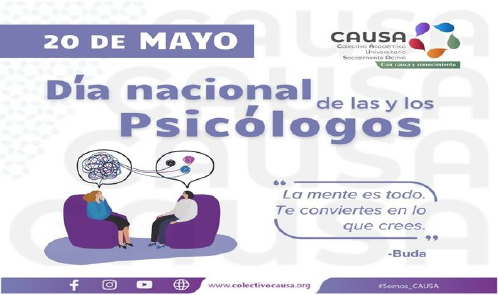 20 DE MAYO
CAUSA
Colectivo Académico
Universitario
Socialmente Activo
Con causa y conocimiento
Día nacional
de las y los
Psicólogos
“La mente es todo.
Te conviertes en lo
que crees.”
-Buda
www.colectivocausa.org
#Somos_CAUSA